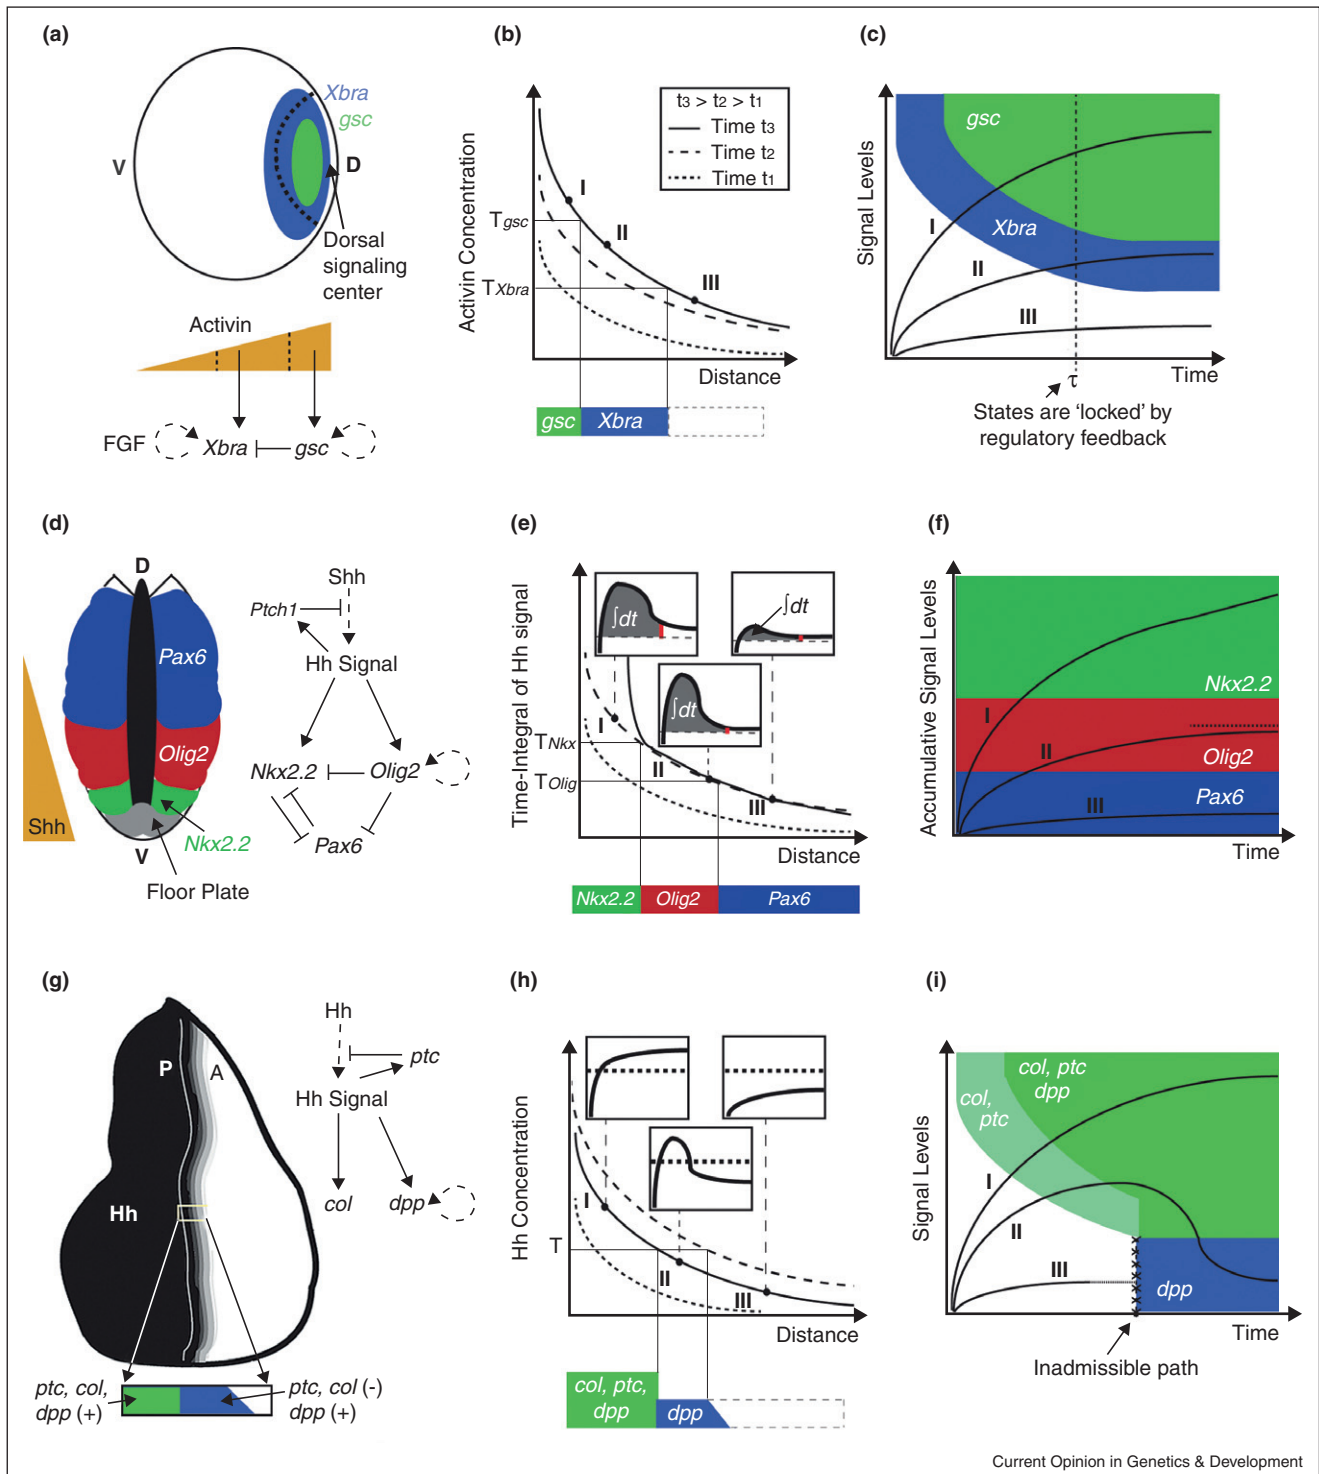 (a)
Xbra
gsc
V
D
Dorsal
signaling
center
Activin
FGF
Xbra
gsc
(b)
Activin Concentration
t3 > t2 > t1
Time t3
Time t2
Time t1
I
II
III
Tgsc
TXbra
Distance
gsc
Xbra
(c)
Signal Levels
gsc
Xbra
I
II
III
τ
Time
States are 'locked' by
regulatory feedback
(d)
D
Pax6
Olig2
Shh
V
Nkx2.2
Floor Plate
Shh
Ptch1
Hh Signal
Nkx2.2
Olig2
Pax6
(e)
Time-Integral of Hh signal
∫dt
∫dt
∫dt
I
II
III
TNkx
TOlig
Distance
Nkx2.2
Olig2
Pax6
(f)
Accumulative Signal Levels
Nkx2.2
I
II
Olig2
III
Pax6
Time
(g)
P
A
Hh
ptc, col,
dpp (+)
ptc, col (-)
dpp (+)
Hh
ptc
Hh Signal
col
dpp
(h)
Hh Concentration
I
T
II
III
Distance
col, ptc,
dpp
dpp
(i)
Signal Levels
col, ptc
dpp
col,
ptc
I
II
III
dpp
Time
Inadmissible path
Current Opinion in Genetics & Development